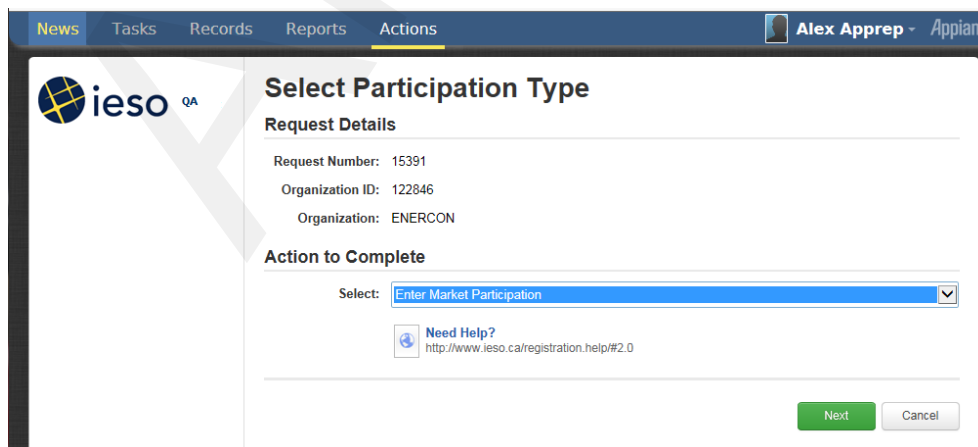 News Tasks Records Reports Actions Alex Apprep Appian
ieso QA
Select Participation Type
Request Details
Request Number: 15391
Organization ID: 122846
Organization: ENERCON
Action to Complete
Select: Enter Market Participation
Need Help?
http://www.ieso.ca/registration.help/#2.0
Next Cancel